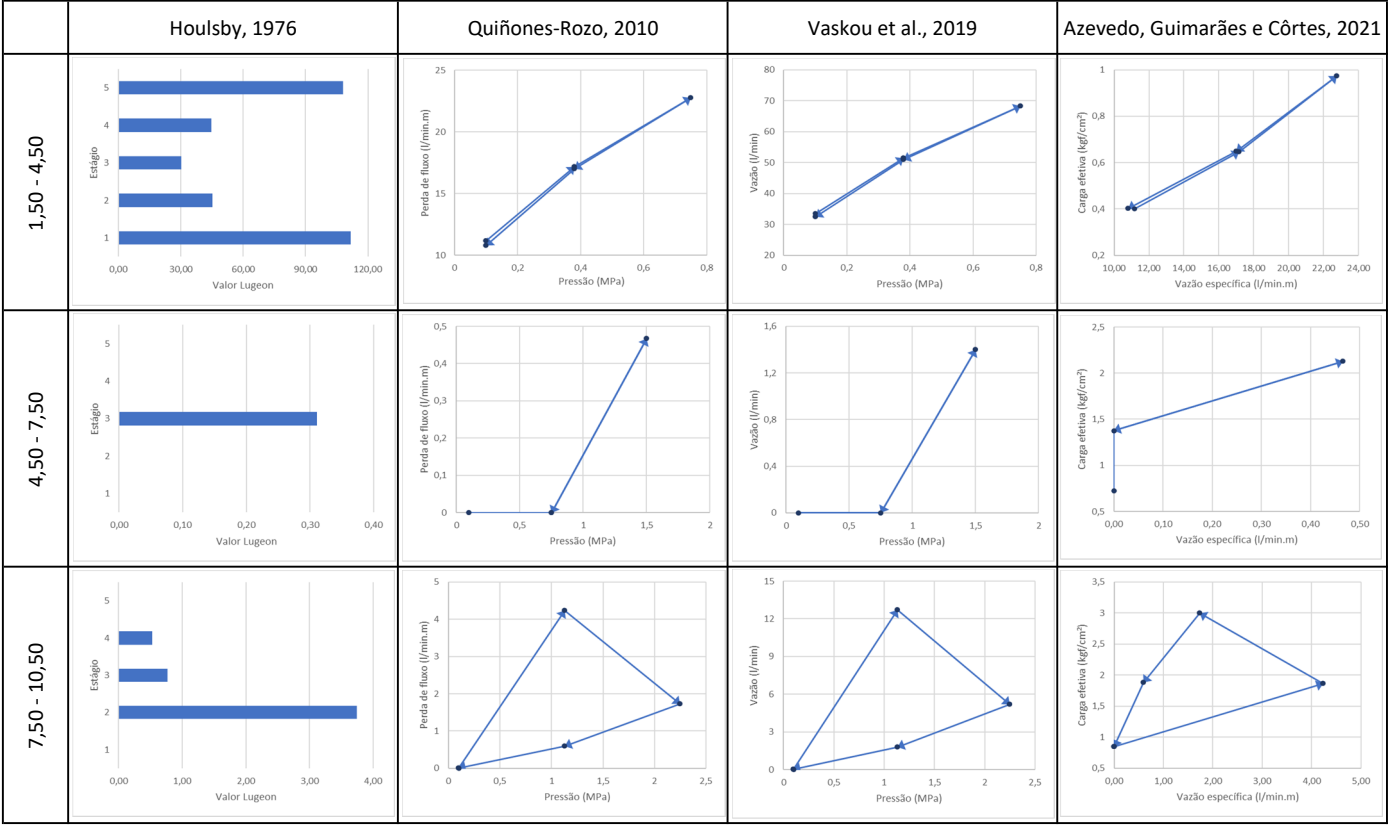 Houlsby, 1976
Quiñones-Rozo, 2010
Vaskou et al., 2019
Azevedo, Guimarães e Côrtes, 2021
1,50 - 4,50
5
4
3
2
1
Estágio
0,00 30,00 60,00 90,00 120,00
Valor Lugeon
25
20
15
10
Perda de fluxo (l/min.m)
0 0,2 0,4 0,6 0,8
Pressão (MPa)
80
70
60
50
40
30
20
Vazão (l/min)
0 0,2 0,4 0,6 0,8
Pressão (MPa)
1
0,8
0,6
0,4
0,2
Carga efetiva (kgf/cm²)
10,00 12,00 14,00 16,00 18,00 20,00 22,00 24,00
Vazão específica (l/min.m)
4,50 - 7,50
5
4
3
2
1
Estágio
0,00 0,10 0,20 0,30 0,40
Valor Lugeon
0,5
0,4
0,3
0,2
0,1
0
Perda de fluxo (l/min.m)
0 0,5 1 1,5 2
Pressão (MPa)
1,6
1,2
0,8
0,4
0
Vazão (l/min)
0 0,5 1 1,5 2
Pressão (MPa)
2,5
2
1,5
1
0,5
Carga efetiva (kgf/cm²)
0,00 0,10 0,20 0,30 0,40 0,50
Vazão específica (l/min.m)
7,50 - 10,50
5
4
3
2
1
Estágio
0,00 1,00 2,00 3,00 4,00
Valor Lugeon
5
4
3
2
1
0
Perda de fluxo (l/min.m)
0 0,5 1 1,5 2 2,5
Pressão (MPa)
15
12
9
6
3
0
Vazão (l/min)
0 0,5 1 1,5 2 2,5
Pressão (MPa)
3,5
3
2,5
2
1,5
1
0,5
Carga efetiva (kgf/cm²)
0,00 1,00 2,00 3,00 4,00 5,00
Vazão específica (l/min.m)